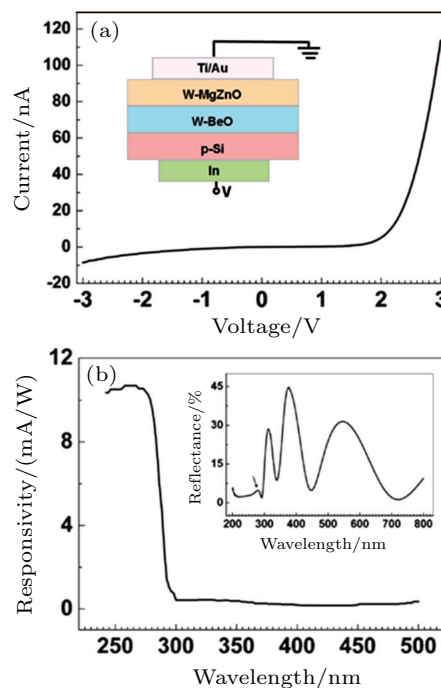 (a)
Ti/Au
W-MgZnO
W-BeO
p-Si
In
V
Current/nA
120
100
80
60
40
20
0
-20
-3 -2 -1 0 1 2 3
Voltage/V
(b)
Responsivity/(mA/W)
12
8
4
0
Reflectance/%
45
30
15
0
200 300 400 500 600 700 800
Wavelength/nm
250 300 350 400 450 500
Wavelength/nm